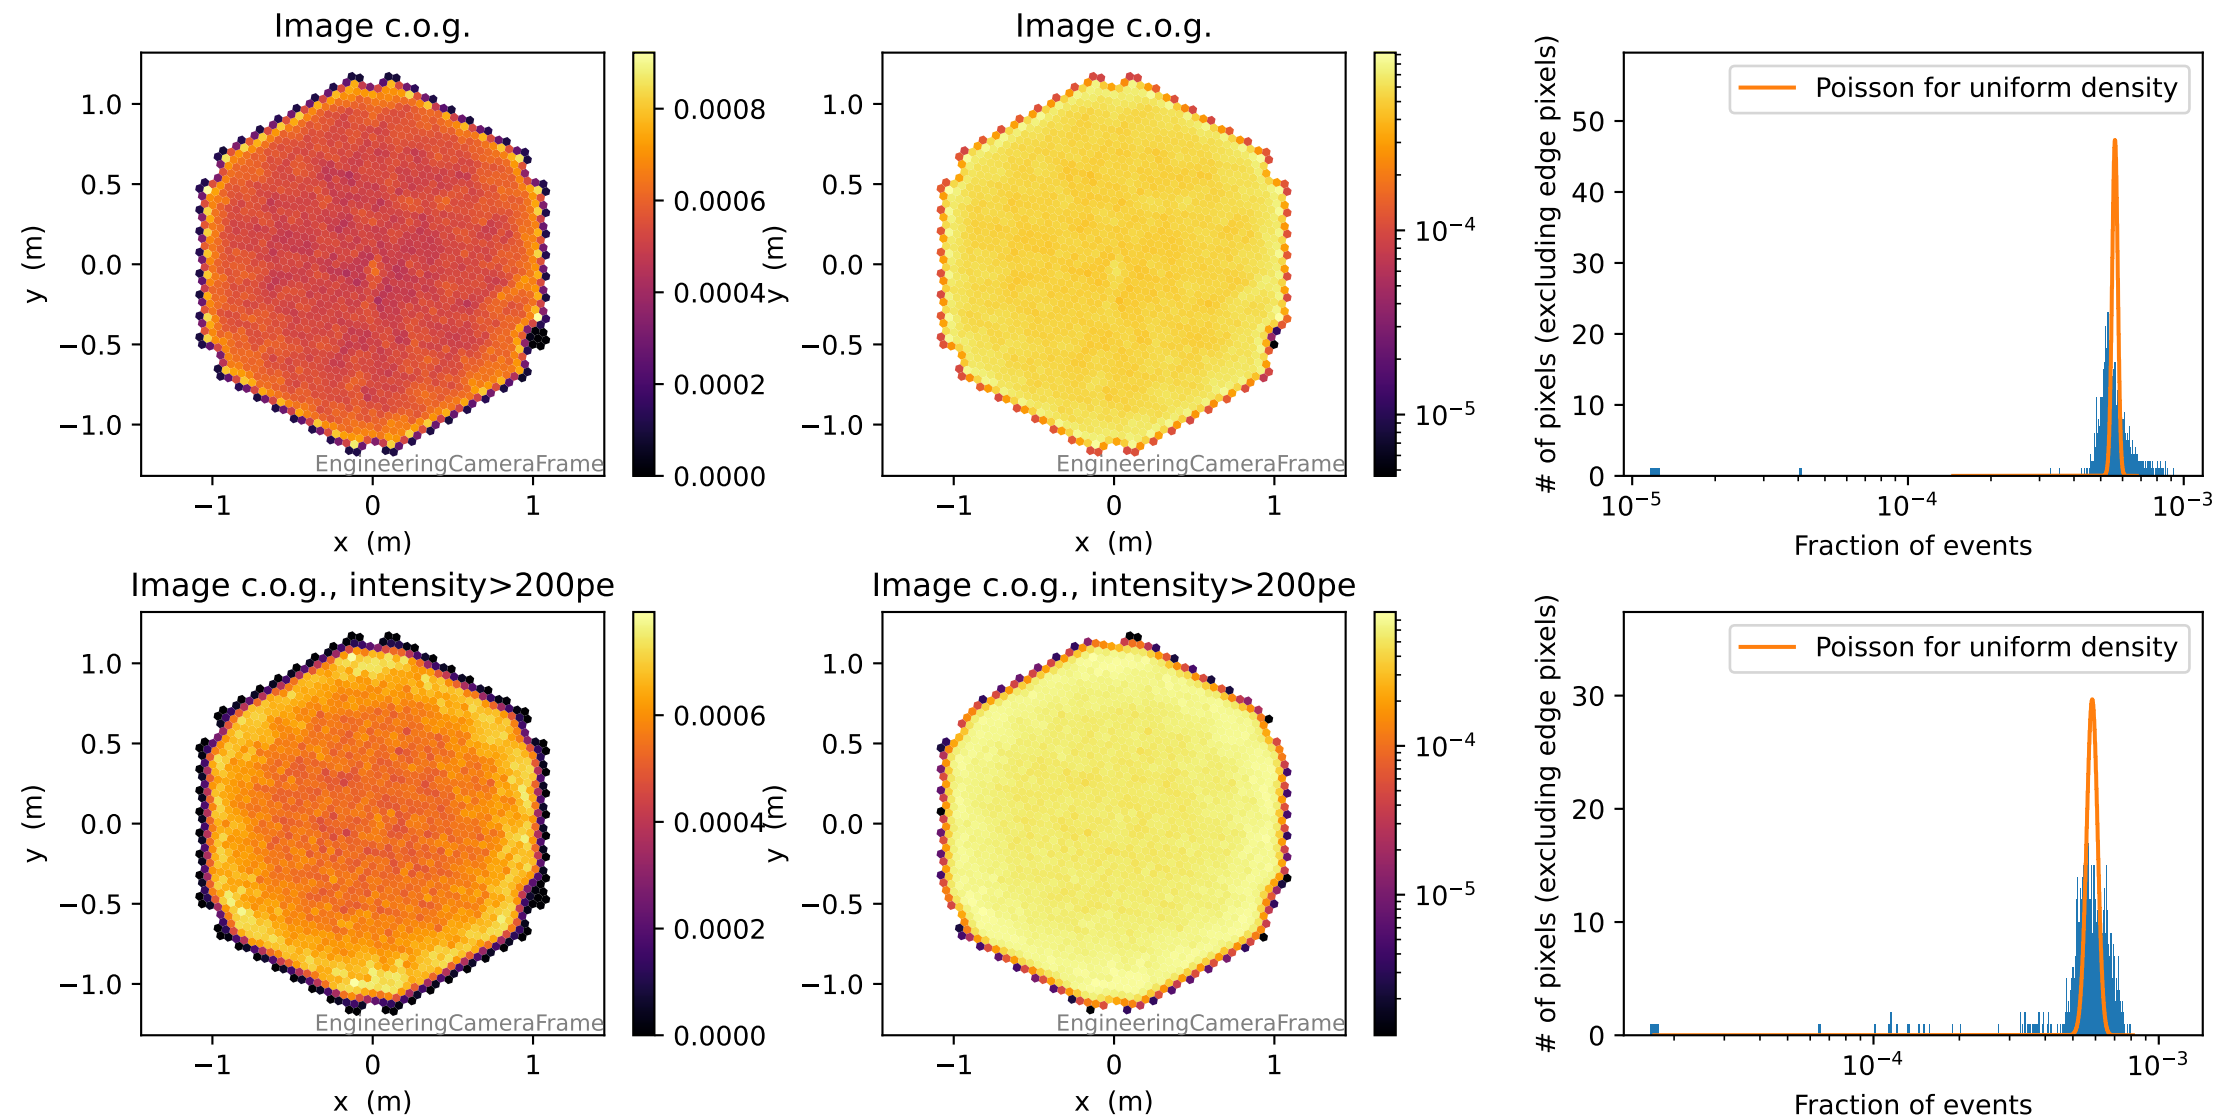 Image c.o.g.
1.0
0.5
0.0
−0.5
−1.0
y (m)
−1
0
1
x (m)
EngineeringCameraFrame
0.0008
0.0006
0.0004
0.0002
0.0000
Image c.o.g.
1.0
0.5
0.0
−0.5
−1.0
y (m)
−1
0
1
x (m)
EngineeringCameraFrame
10⁻⁴
10⁻⁵
Poisson for uniform density
# of pixels (excluding edge pixels)
50
40
30
20
10
0
10⁻⁵
10⁻⁴
10⁻³
Fraction of events
Image c.o.g., intensity>200pe
1.0
0.5
0.0
−0.5
−1.0
y (m)
−1
0
1
x (m)
EngineeringCameraFrame
0.0006
0.0004
0.0002
0.0000
Image c.o.g., intensity>200pe
1.0
0.5
0.0
−0.5
−1.0
y (m)
−1
0
1
x (m)
EngineeringCameraFrame
10⁻⁴
10⁻⁵
Poisson for uniform density
# of pixels (excluding edge pixels)
30
20
10
0
10⁻⁴
10⁻³
Fraction of events